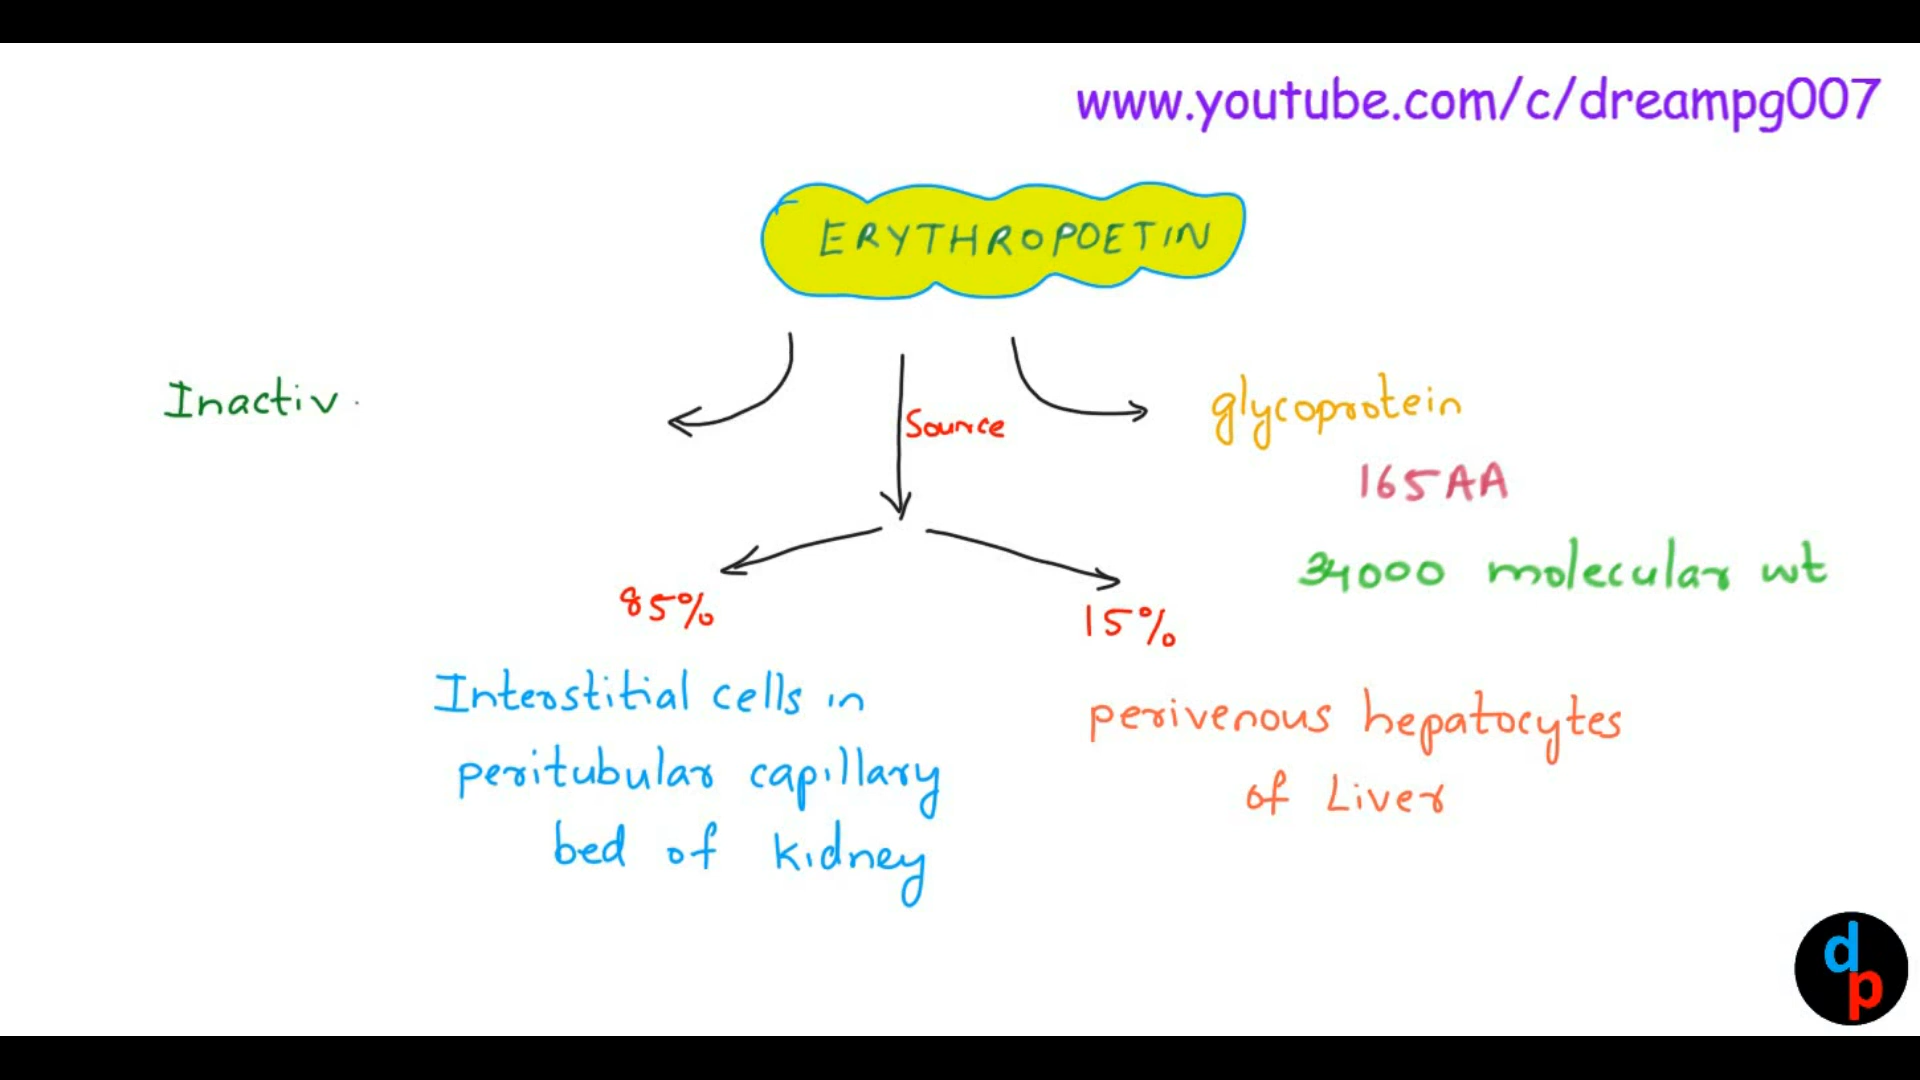 www.youtube.com/c/dreampg007
ERYTHROPOETIN
Inactiv
Source
glycoprotein
165AA
34000 molecular wt
85%
15%
Interstitial cells in
peritubular capillary
bed of kidney
perivenous hepatocytes
of Liver
dp